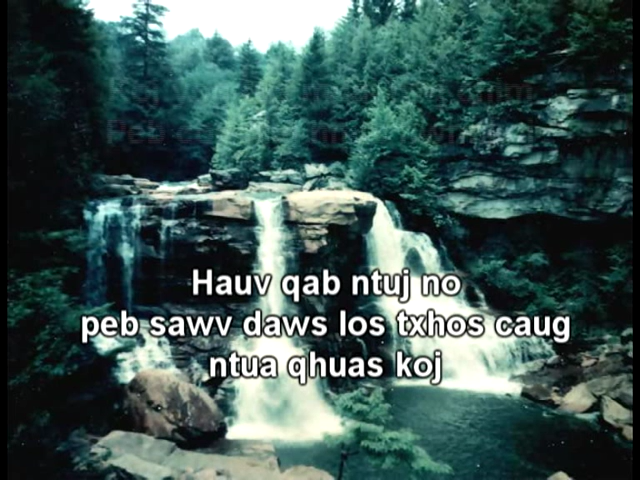 Hauv qab ntuj no
peb sawv daws los txhos caug
ntua qhuas koj